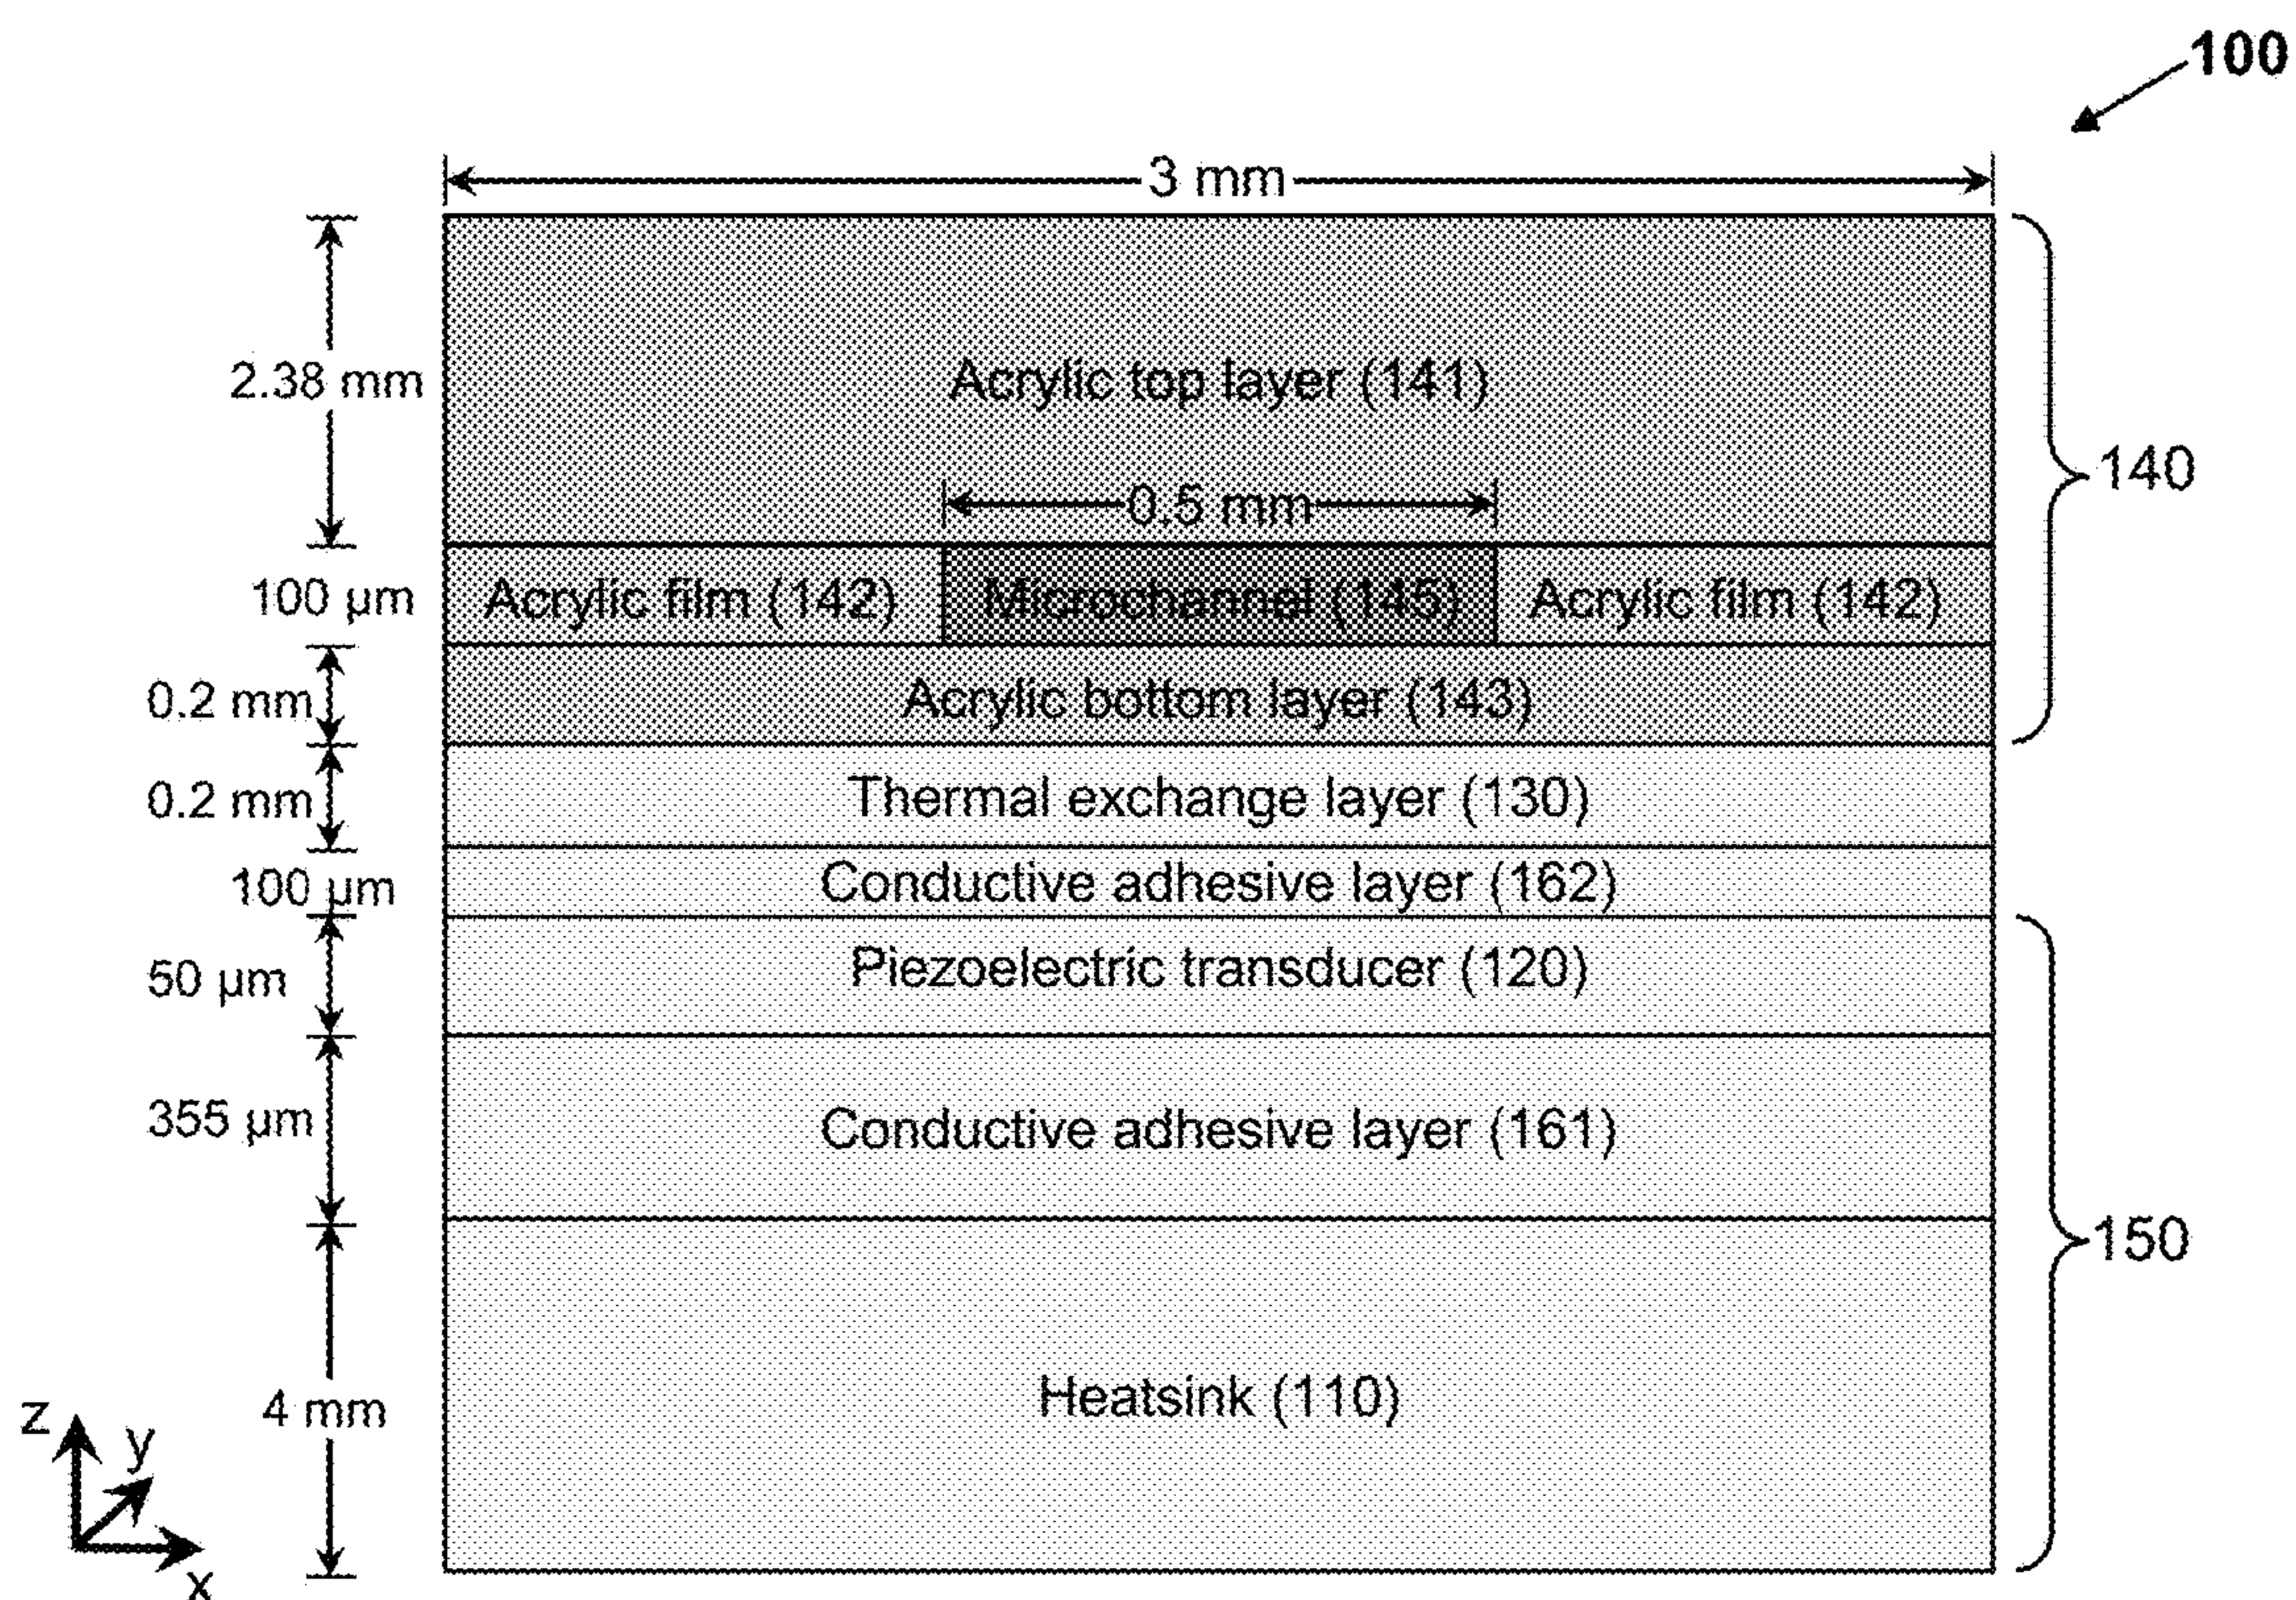 100
3 mm
2.38 mm
Acrylic top layer (141)
140
0.5 mm
100 µm
Acrylic film (142)
Microchannel (145)
Acrylic film (142)
0.2 mm
Acrylic bottom layer (143)
0.2 mm
Thermal exchange layer (130)
100 µm
Conductive adhesive layer (162)
50 µm
Piezoelectric transducer (120)
355 µm
Conductive adhesive layer (161)
150
4 mm
Heatsink (110)
z
y
x